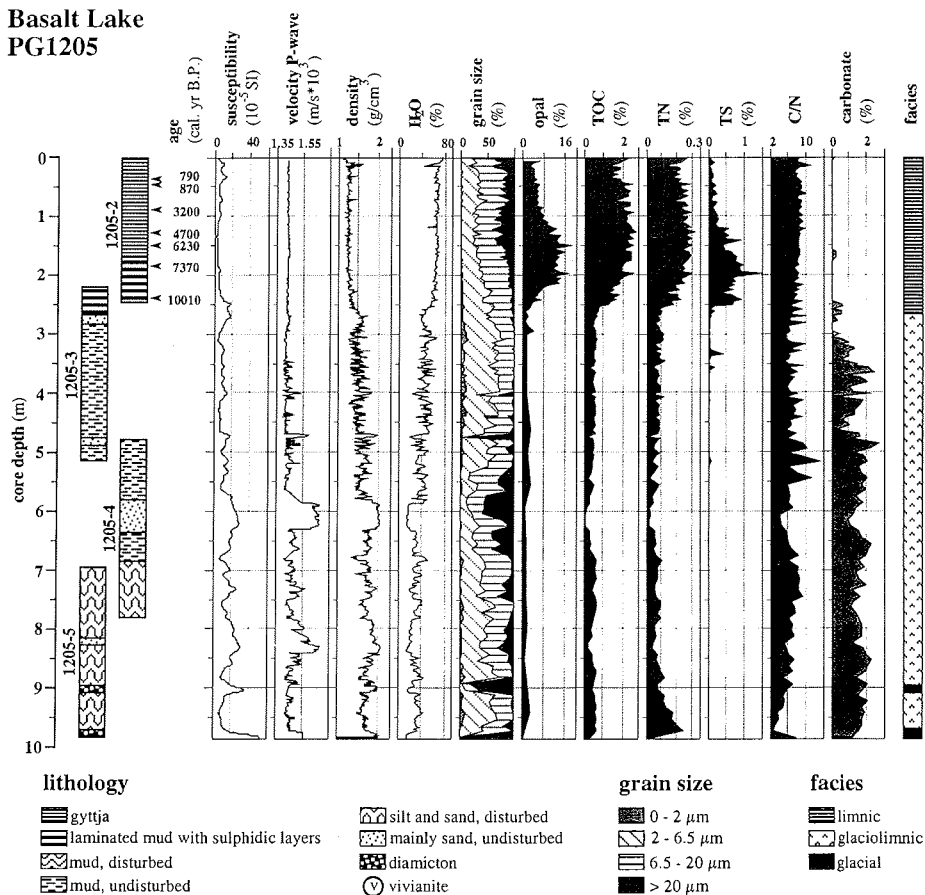 Basalt Lake
PG1205
age
(cal. yr B.P.)
susceptibility
(10⁻⁵ SI)
velocity P-wave
(m/s*10³)
density
(g/cm³)
H₂O
(%)
grain size
(%)
opal
(%)
TOC
(%)
TN
(%)
TS
(%)
C/N
carbonate
(%)
facies
0 40
1.35 1.55
1 2
0 80
0 50
0 16
0 2
0 0.3
0 1
2 10
0 2
core depth (m)
0
1
2
3
4
5
6
7
8
9
10
1205-2
1205-3
1205-4
1205-5
790
870
3200
4700
6230
7370
10010
lithology
gyttja
laminated mud with sulphidic layers
mud, disturbed
mud, undisturbed
silt and sand, disturbed
mainly sand, undisturbed
diamicton
v vivianite
grain size
0 - 2 µm
2 - 6.5 µm
6.5 - 20 µm
> 20 µm
facies
limnic
glaciolimnic
glacial